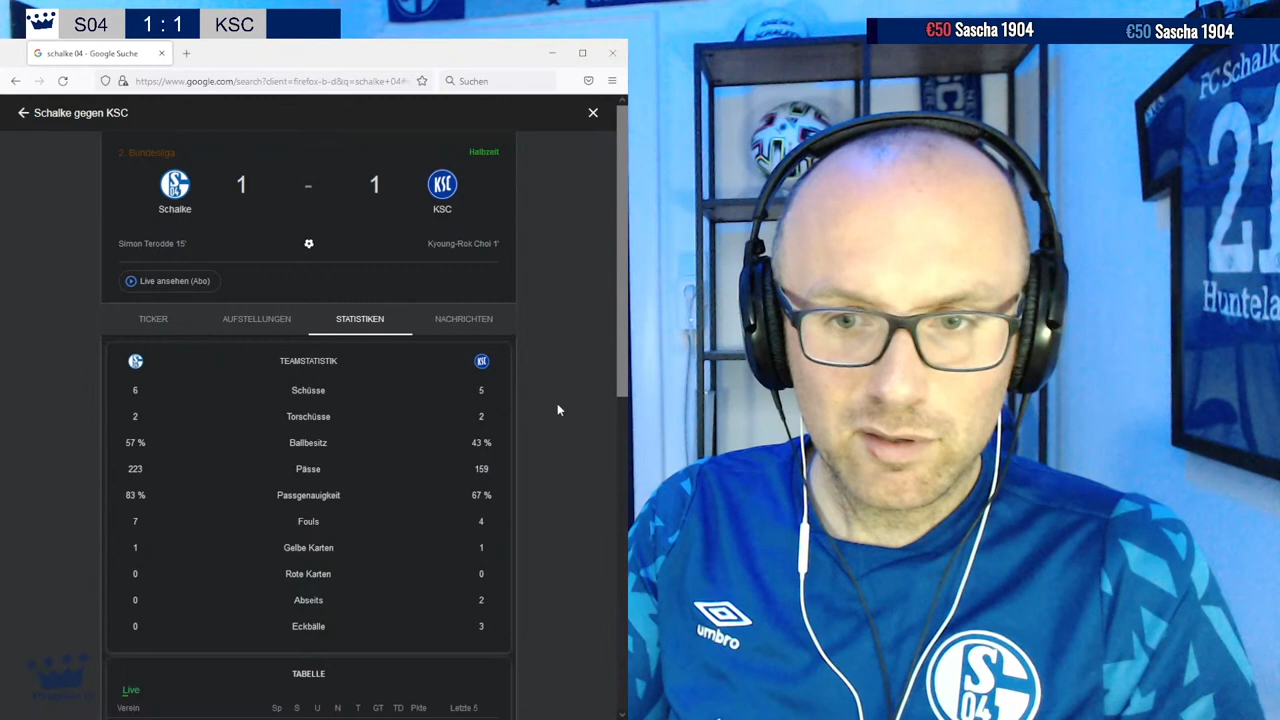 S04 1 : 1 KSC
€50 Sascha 1904 €50 Sascha 1904
schalke 04 - Google Suche
https://www.google.com/search?client=firefox-b-d&q=schalke+04
Suchen
Schalke gegen KSC
2. Bundesliga Halbzeit
1 - 1
Schalke KSC
Simon Terodde 15' Kyoung-Rok Choi 1'
Live ansehen (Abo)
TICKER AUFSTELLUNGEN STATISTIKEN NACHRICHTEN
TEAMSTATISTIK
6 Schüsse 5
2 Torschüsse 2
57 % Ballbesitz 43 %
223 Pässe 159
83 % Passgenauigkeit 67 %
7 Fouls 4
1 Gelbe Karten 1
0 Rote Karten 0
0 Abseits 2
0 Eckbälle 3
TABELLE
Live
Verein Sp S U N T GT TD Pkte Letzte 5
FC Schalk
21
Huntela
umbro
S
04